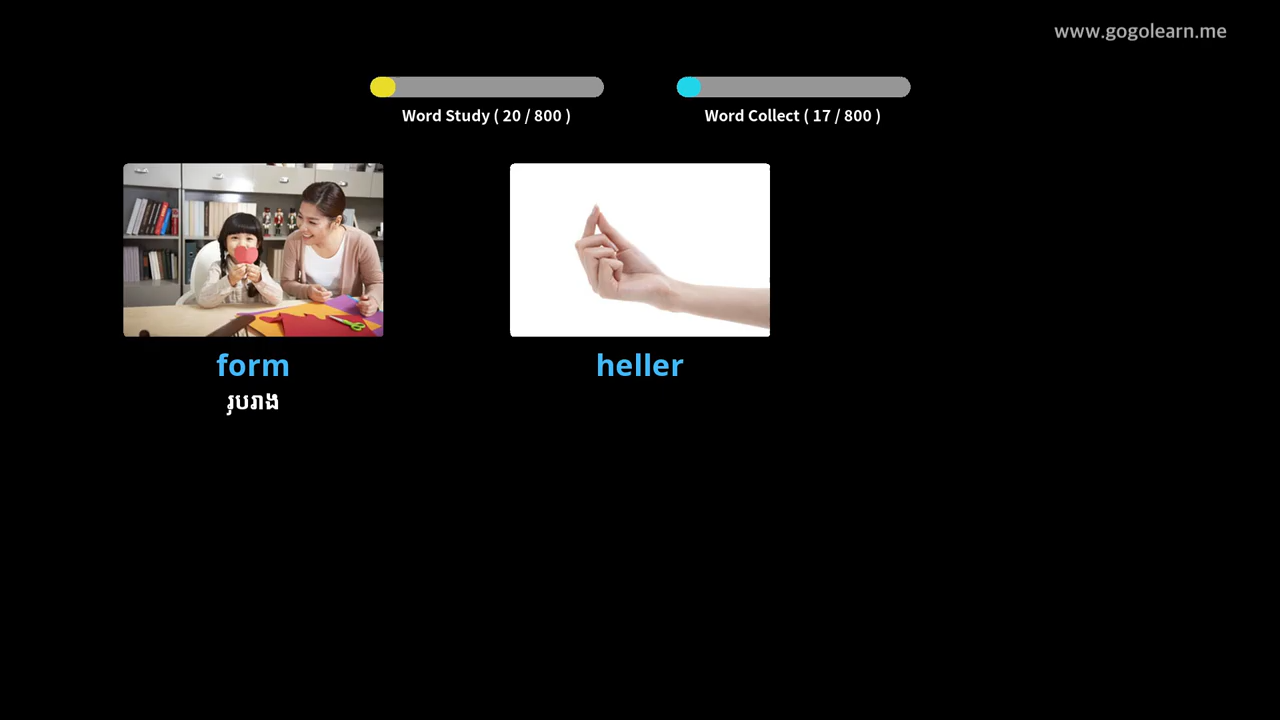 www.gogolearn.me
Word Study ( 20 / 800 )
Word Collect ( 17 / 800 )
form
heller
រូបរាង